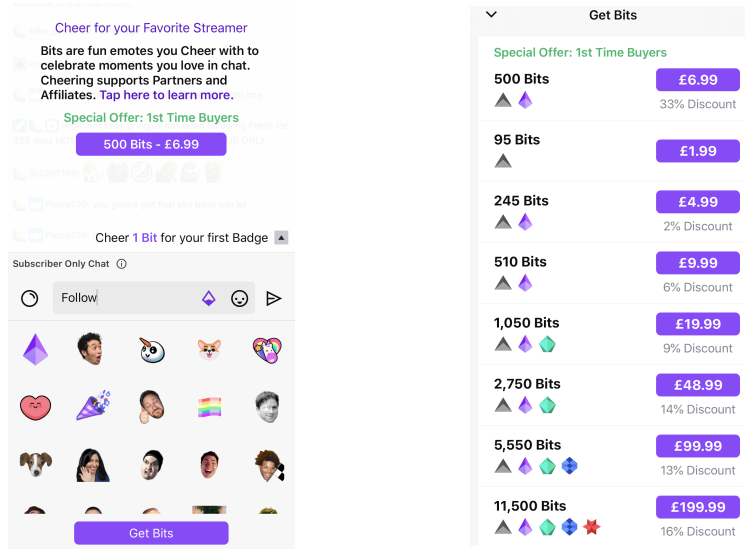 Cheer for your Favorite Streamer
Bits are fun emotes you Cheer with to
celebrate moments you love in chat.
Cheering supports Partners and
Affiliates. Tap here to learn more.
Special Offer: 1st Time Buyers
500 Bits - £6.99
Cheer 1 Bit for your first Badge
Subscriber Only Chat
Follow
Get Bits
Get Bits
Special Offer: 1st Time Buyers
500 Bits
£6.99
33% Discount
95 Bits
£1.99
245 Bits
£4.99
2% Discount
510 Bits
£9.99
6% Discount
1,050 Bits
£19.99
9% Discount
2,750 Bits
£48.99
14% Discount
5,550 Bits
£99.99
13% Discount
11,500 Bits
£199.99
16% Discount